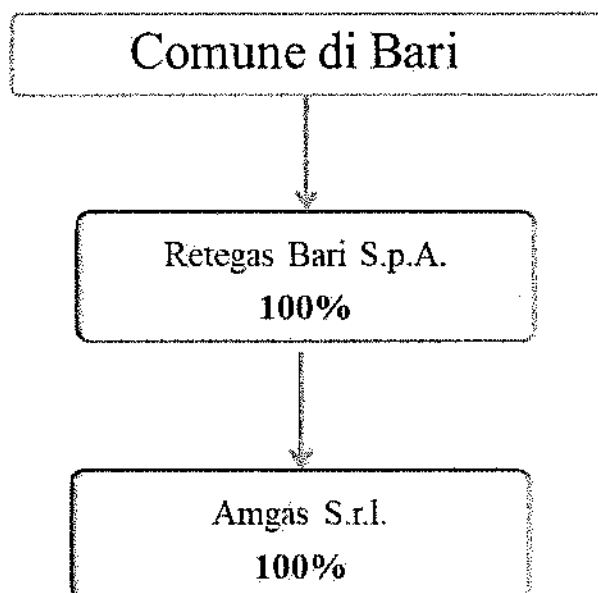 Comune di Bari
Retegas Bari S.p.A.
100%
Amgas S.r.l.
100%